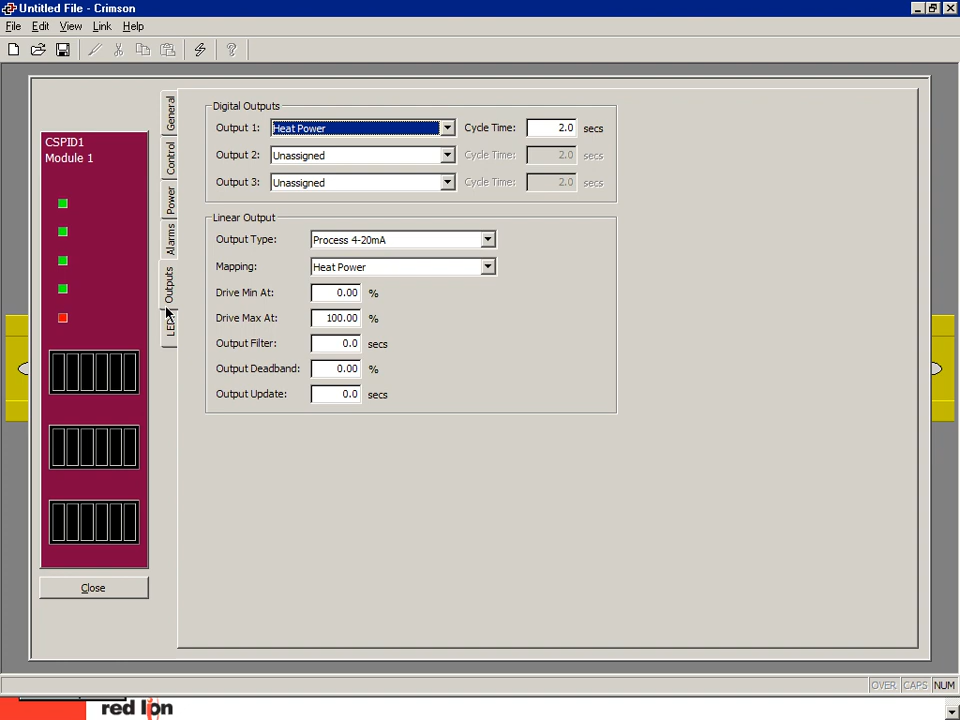 Untitled File - Crimson
File Edit View Link Help
CSPID1
Module 1
Close
General
Control
Power
Alarms
Outputs
Digital Outputs
Output 1: Heat Power Cycle Time: 2.0 secs
Output 2: Unassigned Cycle Time: 2.0 secs
Output 3: Unassigned Cycle Time: 2.0 secs
Linear Output
Output Type: Process 4-20mA
Mapping: Heat Power
Drive Min At: 0.00 %
Drive Max At: 100.00 %
Output Filter: 0.0 secs
Output Deadband: 0.00 %
Output Update: 0.0 secs
OVER CAPS NUM
red lion